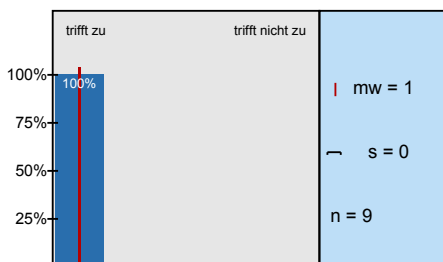 trifft zu trifft nicht zu
100%
100%
mw = 1
75%
s = 0
50%
25%
n = 9